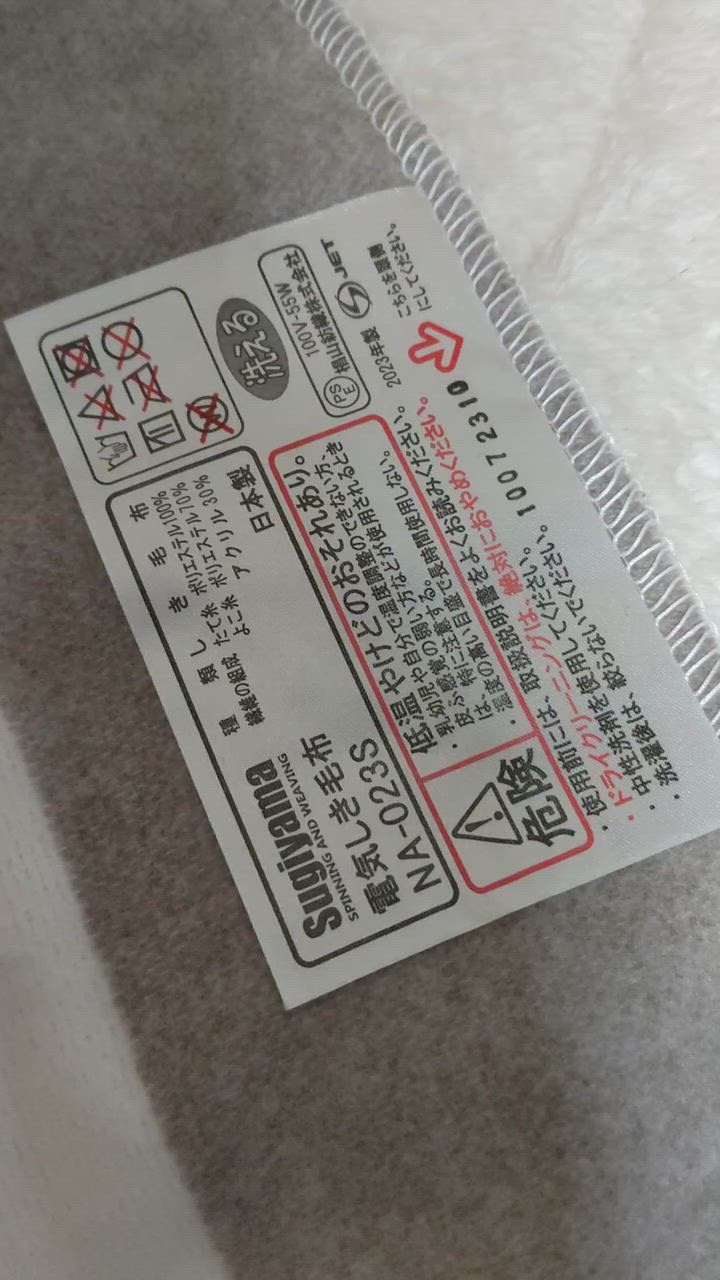 Sugiyama
SPINNING AND WEAVING
電気しき毛布
NA-023S
種類 しき毛布
繊維の組成 たて糸 ポリエステル100%
よこ糸 ポリエステル70%
アクリル30%
日本製
洗える
100V-55W
PSE 椙山紡織株式会社
2023年製 JET
こちらを頭側
にしてください。
危険
低温やけどのおそれあり。
・乳幼児や自分で温度調整のできない方、
皮ふ感覚の弱い方などが使用されるとき
は、特に注意する。
・温度の高い目盛で長時間使用しない。
・使用前には、取扱説明書をよくお読みください。
・ドライクリーニングは、絶対におやめください。
・中性洗剤を使用してください。
・洗濯後は、絞らないでください。
10072310